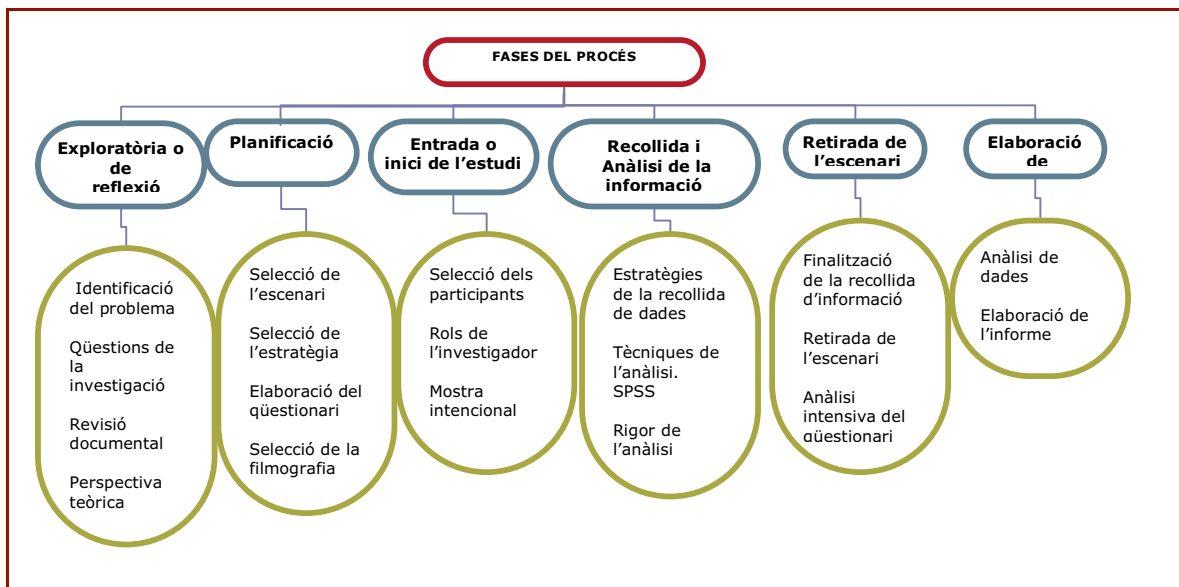 FASES DEL PROCÉS
Exploratòria o
de
reflexió
Planificació
Entrada o
inici de l'estudi
Recollida i
Anàlisi de la
informació
Retirada de
l'escenari
Elaboració
de
Identificació
del problema
Qüestions de
la
investigació
Revisió
documental
Perspectiva
teòrica
Selecció de
l'escenari
Selecció de
l'estratègia
Elaboració del
qüestionari
Selecció de la
filmografia
Selecció dels
participants
Rols de
l'investigador
Mostra
intencional
Estratègies
de la recollida
de dades
Tècniques de
l'anàlisi.
SPSS
Rigor de
l'anàlisi
Finalització
de la recollida
d'informació
Retirada de
l'escenari
Anàlisi
intensiva del
qüestionari
Anàlisi de
dades
Elaboració de
l'informe